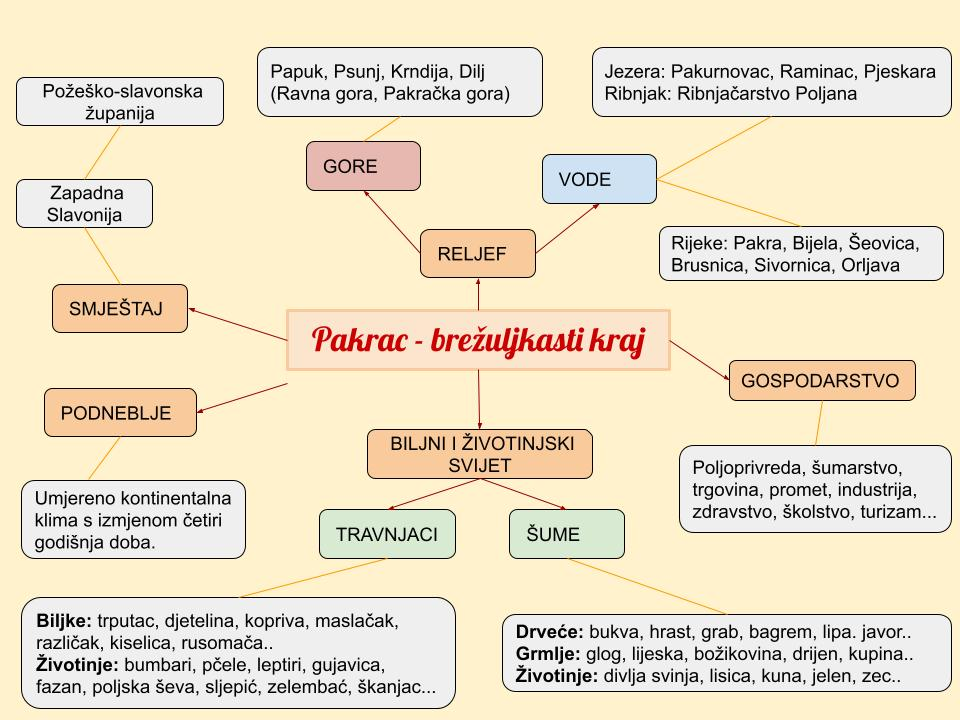 Požeško-slavonska
županija
Papuk, Psunj, Krndija, Dilj
(Ravna gora, Pakračka gora)
Jezera: Pakurnovac, Raminac, Pjeskara
Ribnjak: Ribnjačarstvo Poljana
GORE
VODE
Zapadna
Slavonija
RELJEF
Rijeke: Pakra, Bijela, Šeovica,
Brusnica, Sivornica, Orljava
SMJEŠTAJ
Pakrac - brežuljkasti kraj
GOSPODARSTVO
PODNEBLJE
BILJNI I ŽIVOTINJSKI
SVIJET
Poljoprivreda, šumarstvo,
trgovina, promet, industrija,
zdravstvo, školstvo, turizam...
Umjereno kontinentalna
klima s izmjenom četiri
godišnja doba.
TRAVNJACI
ŠUME
Biljke: trputac, djetelina, kopriva, maslačak,
različak, kiselica, rusomača..
Životinje: bumbari, pčele, leptiri, gujavica,
fazan, poljska ševa, sljepić, zelembać, škanjac...
Drveće: bukva, hrast, grab, bagrem, lipa. javor..
Grmlje: glog, lijeska, božikovina, drijen, kupina..
Životinje: divlja svinja, lisica, kuna, jelen, zec..